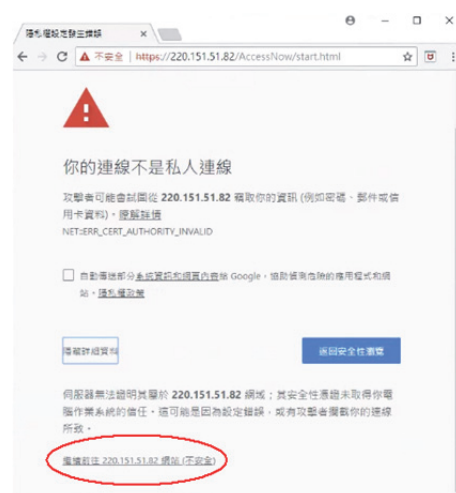 隱私權設定發生錯誤
不安全 | https://220.151.51.82/AccessNow/start.html
你的連線不是私人連線
攻擊者可能會試圖從 220.151.51.82 竊取你的資訊 (例如密碼、郵件或信
用卡資料)。瞭解詳情
NET::ERR_CERT_AUTHORITY_INVALID
自動傳送部分系統資訊和網頁內容給 Google,協助偵測危險的應用程式和網
站。隱私權政策
隱藏詳細資料
返回安全性瀏覽
伺服器無法證明其屬於 220.151.51.82 網域;其安全性憑證未取得你電
腦作業系統的信任。這可能是因為設定錯誤,或有攻擊者攔截你的連線
所致。
繼續前往 220.151.51.82 網站 (不安全)